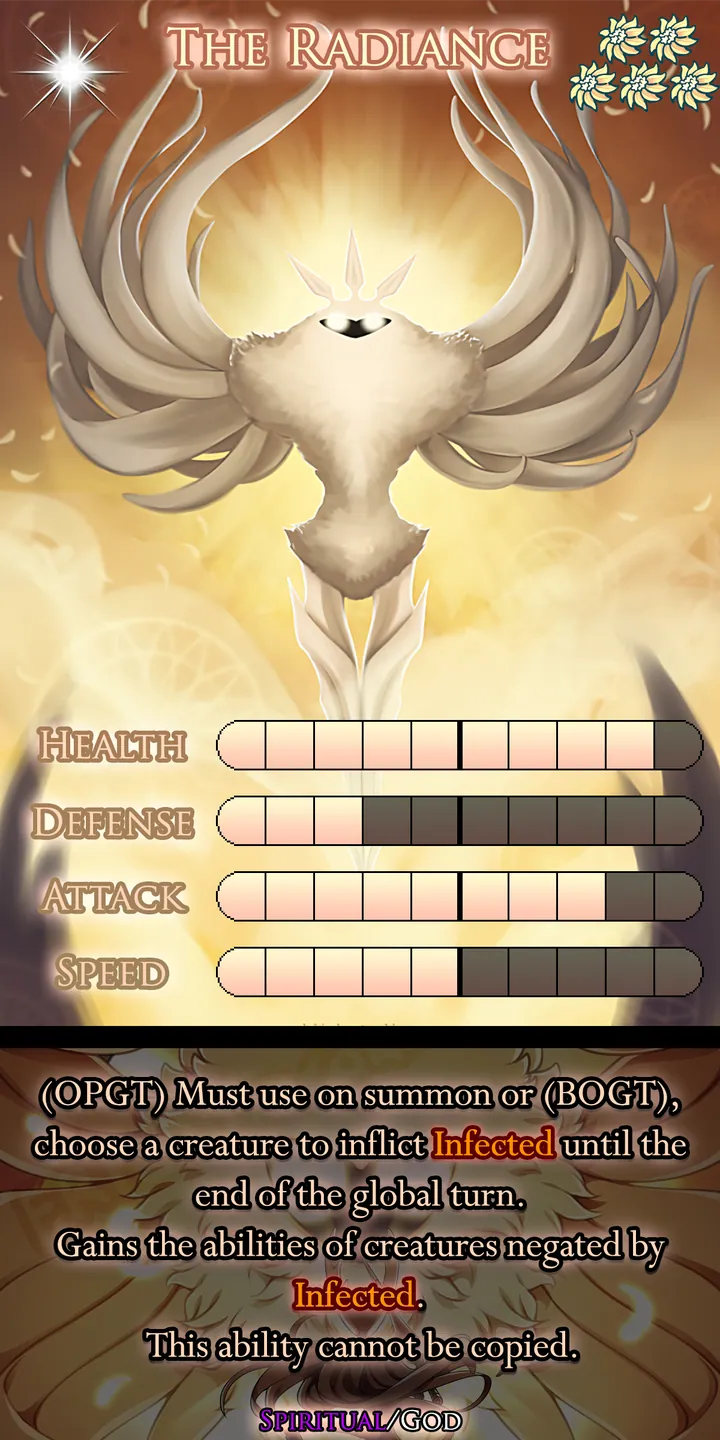 The Radiance
Health
Defense
Attack
Speed
(OPGT) Must use on summon or (BOGT),
choose a creature to inflict Infected until the
end of the global turn.
Gains the abilities of creatures negated by
Infected.
This ability cannot be copied.
Spiritual/God